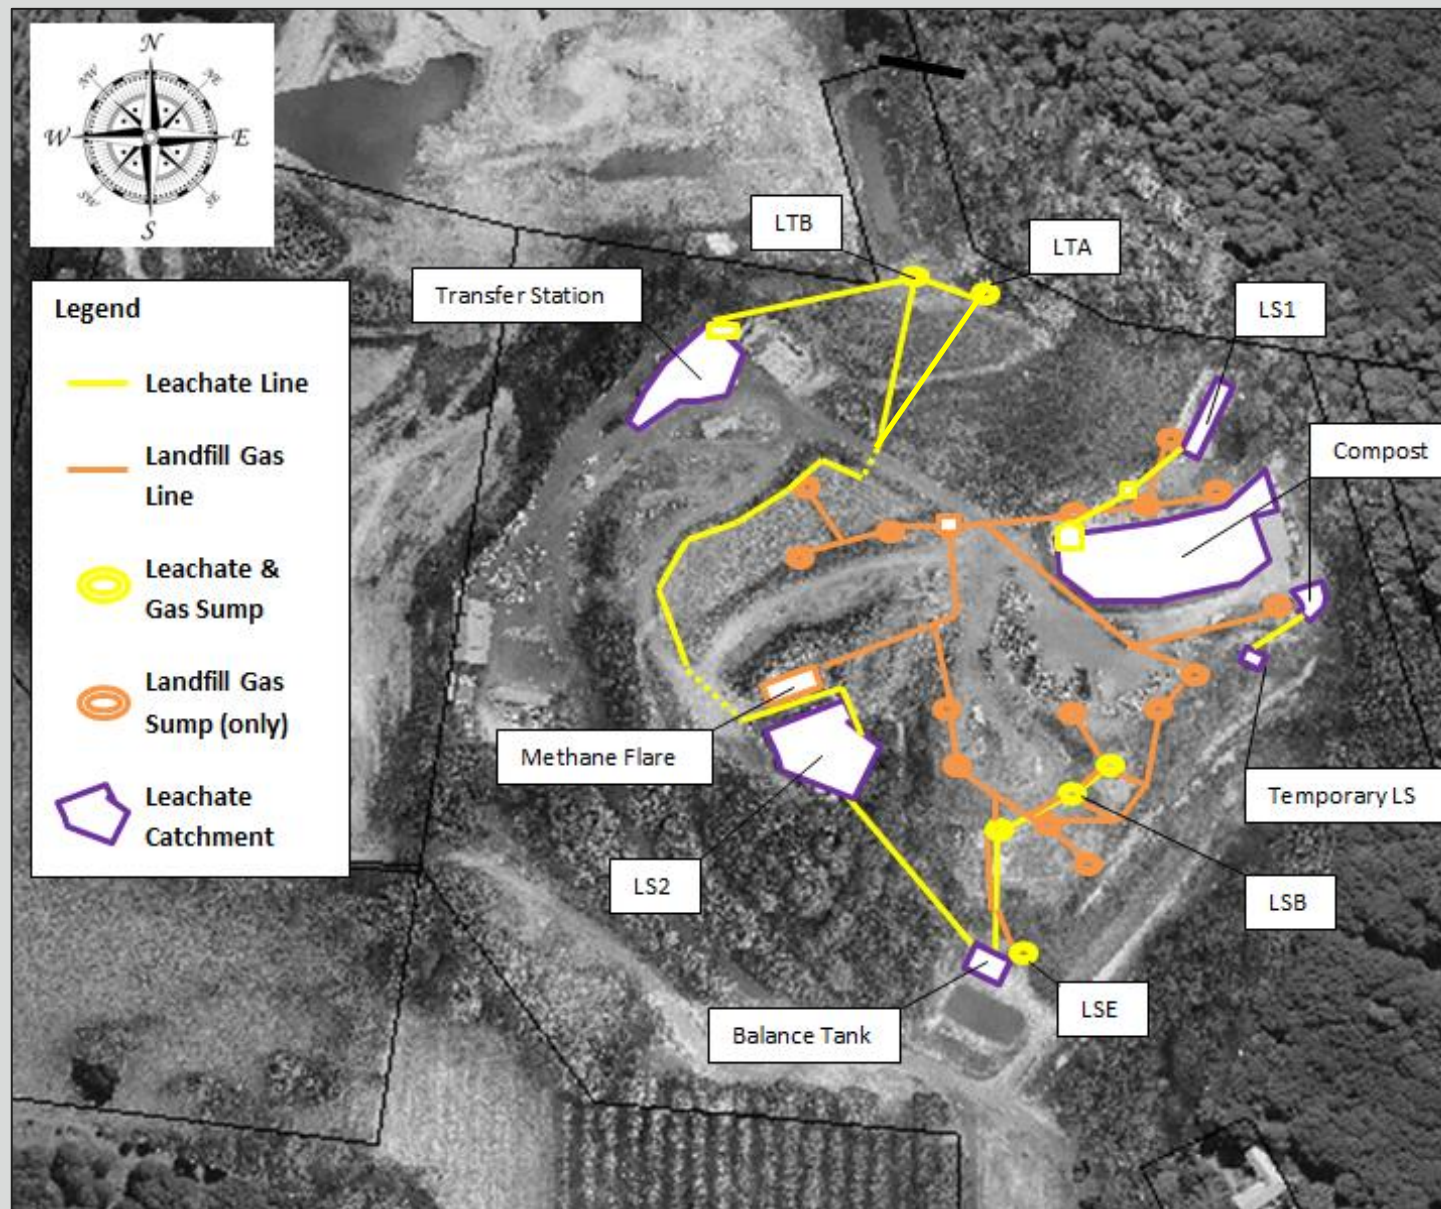 N
NW
NE
W
E
SW
SE
S
LTB
LTA
Transfer Station
LS1
Legend
Leachate Line
Landfill Gas
Line
Leachate &
Gas Sump
Landfill Gas
Sump (only)
Leachate
Catchment
Compost
Methane Flare
Temporary LS
LS2
LSB
LSE
Balance Tank